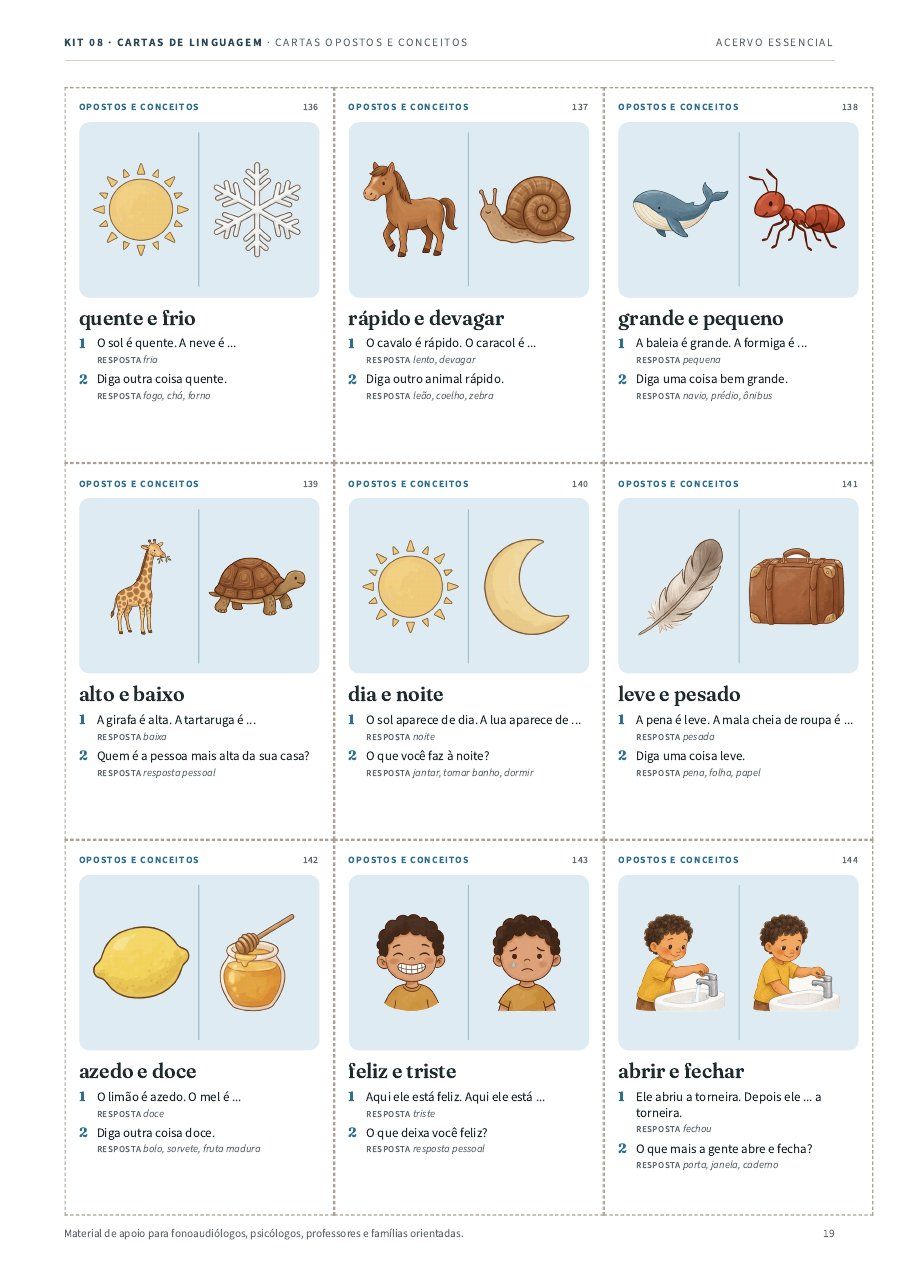 KIT 08 · CARTAS DE LINGUAGEM · CARTAS OPOSTOS E CONCEITOS
ACERVO ESSENCIAL
OPOSTOS E CONCEITOS 136
quente e frio
1 O sol é quente. A neve é ...
RESPOSTA fria
2 Diga outra coisa quente.
RESPOSTA fogo, chá, forno
OPOSTOS E CONCEITOS 137
rápido e devagar
1 O cavalo é rápido. O caracol é ...
RESPOSTA lento, devagar
2 Diga outro animal rápido.
RESPOSTA leão, coelho, zebra
OPOSTOS E CONCEITOS 138
grande e pequeno
1 A baleia é grande. A formiga é ...
RESPOSTA pequena
2 Diga uma coisa bem grande.
RESPOSTA navio, prédio, ônibus
OPOSTOS E CONCEITOS 139
alto e baixo
1 A girafa é alta. A tartaruga é ...
RESPOSTA baixa
2 Quem é a pessoa mais alta da sua casa?
RESPOSTA resposta pessoal
OPOSTOS E CONCEITOS 140
dia e noite
1 O sol aparece de dia. A lua aparece de ...
RESPOSTA noite
2 O que você faz à noite?
RESPOSTA jantar, tomar banho, dormir
OPOSTOS E CONCEITOS 141
leve e pesado
1 A pena é leve. A mala cheia de roupa é ...
RESPOSTA pesada
2 Diga uma coisa leve.
RESPOSTA pena, folha, papel
OPOSTOS E CONCEITOS 142
azedo e doce
1 O limão é azedo. O mel é ...
RESPOSTA doce
2 Diga outra coisa doce.
RESPOSTA bolo, sorvete, fruta madura
OPOSTOS E CONCEITOS 143
feliz e triste
1 Aqui ele está feliz. Aqui ele está ...
RESPOSTA triste
2 O que deixa você feliz?
RESPOSTA resposta pessoal
OPOSTOS E CONCEITOS 144
abrir e fechar
1 Ele abriu a torneira. Depois ele ... a
torneira.
RESPOSTA fechou
2 O que mais a gente abre e fecha?
RESPOSTA porta, janela, caderno
Material de apoio para fonoaudiólogos, psicólogos, professores e famílias orientadas.
19